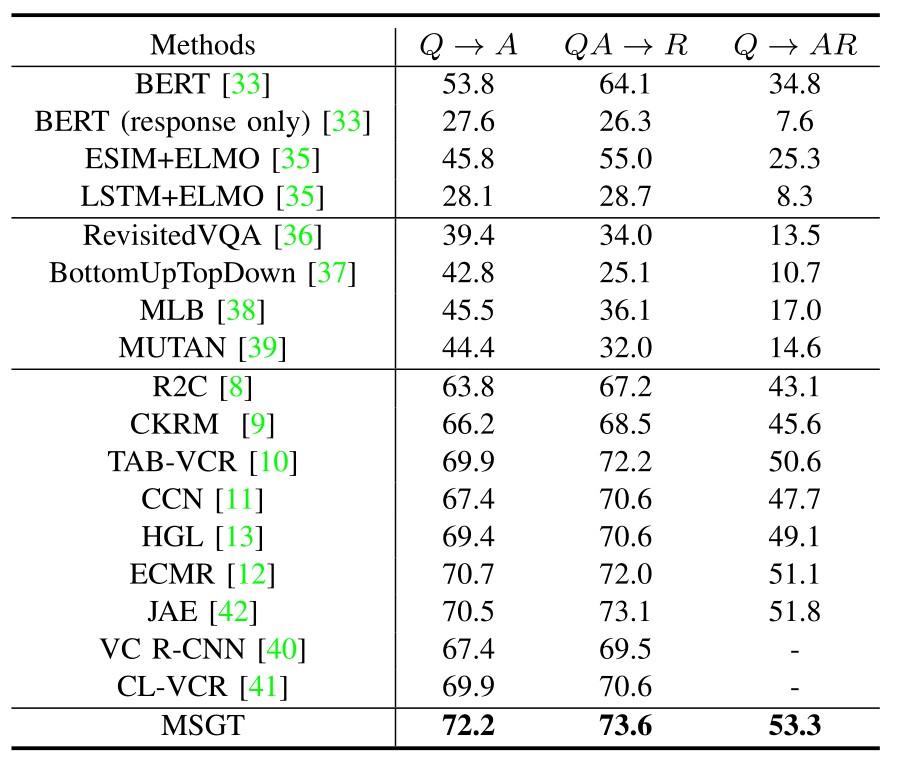 Methods Q → A QA → R Q → AR
BERT [33] 53.8 64.1 34.8
BERT (response only) [33] 27.6 26.3 7.6
ESIM+ELMO [35] 45.8 55.0 25.3
LSTM+ELMO [35] 28.1 28.7 8.3
RevisitedVQA [36] 39.4 34.0 13.5
BottomUpTopDown [37] 42.8 25.1 10.7
MLB [38] 45.5 36.1 17.0
MUTAN [39] 44.4 32.0 14.6
R2C [8] 63.8 67.2 43.1
CKRM [9] 66.2 68.5 45.6
TAB-VCR [10] 69.9 72.2 50.6
CCN [11] 67.4 70.6 47.7
HGL [13] 69.4 70.6 49.1
ECMR [12] 70.7 72.0 51.1
JAE [42] 70.5 73.1 51.8
VC R-CNN [40] 67.4 69.5 -
CL-VCR [41] 69.9 70.6 -
MSGT 72.2 73.6 53.3